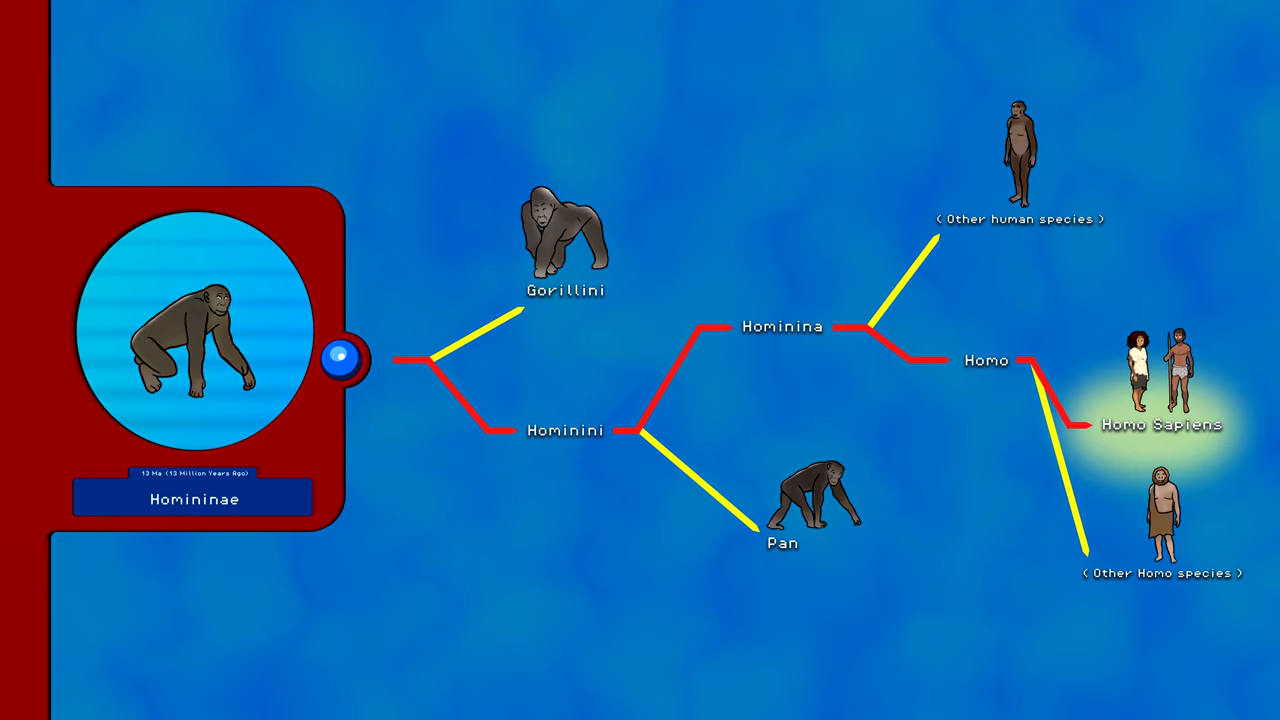 13 Ma (13 Million Years Ago)
Homininae
Gorillini
Hominini
Hominina
Pan
( Other human species )
Homo
Homo Sapiens
( Other Homo species )